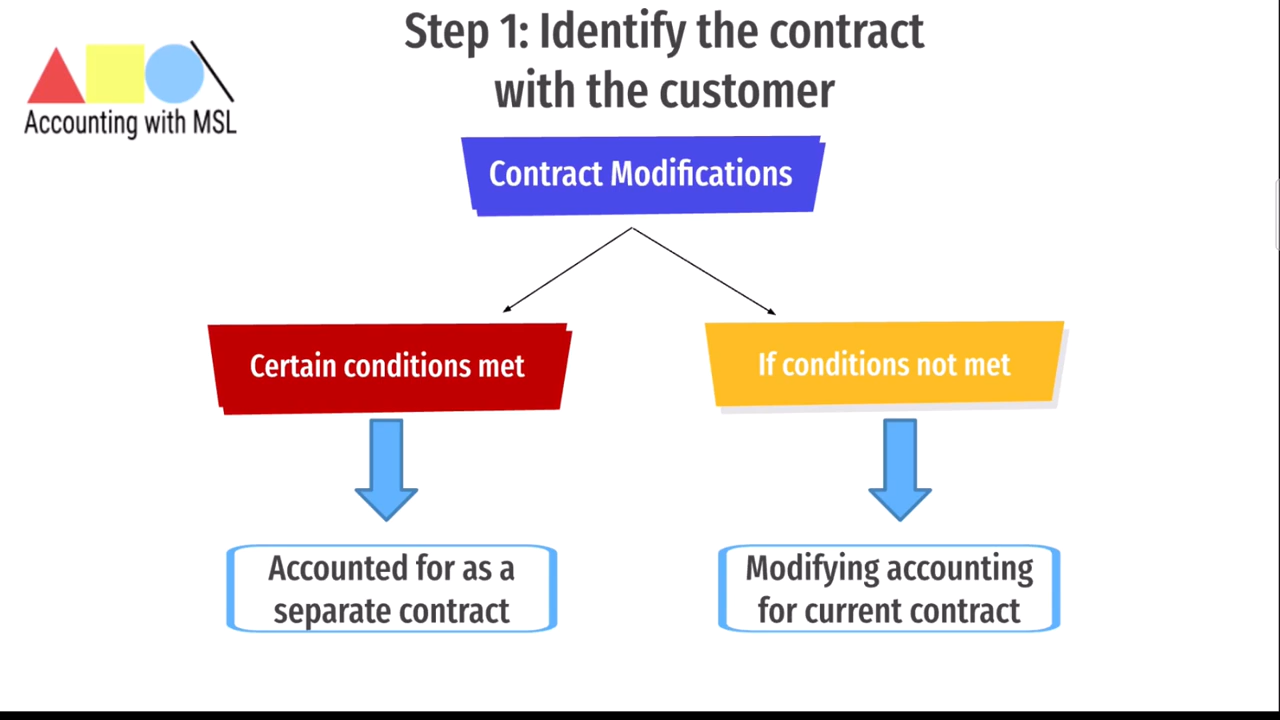 Step 1: Identify the contract
with the customer
Accounting with MSL
Contract Modifications
Certain conditions met
If conditions not met
Accounted for as a
separate contract
Modifying accounting
for current contract